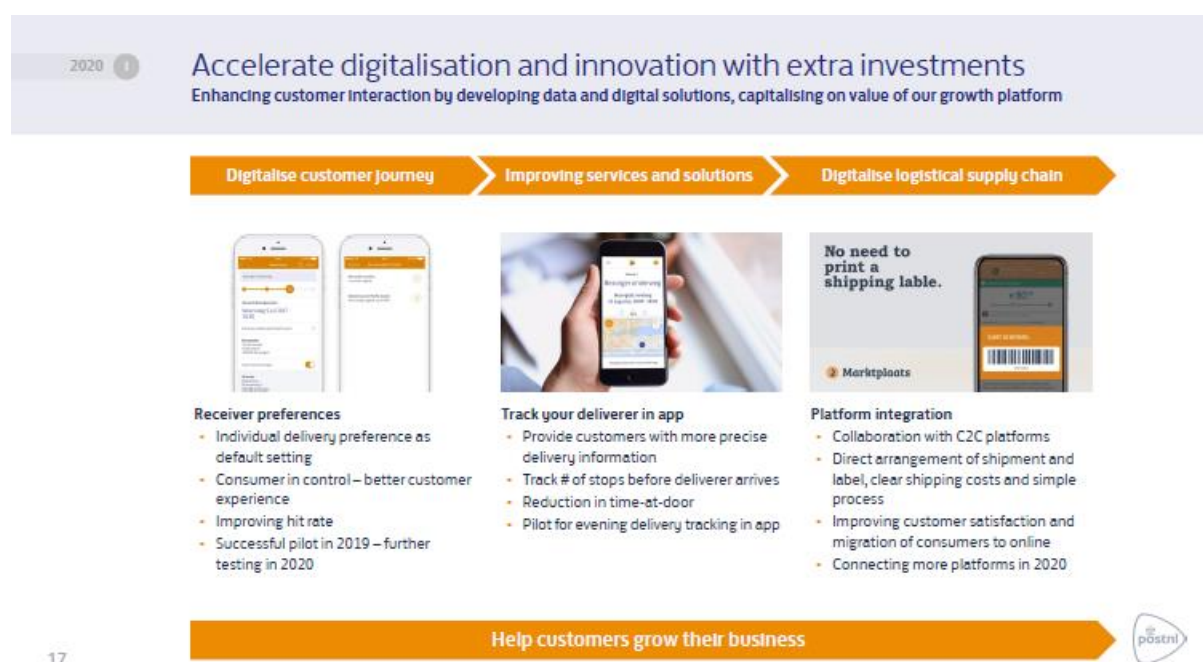 2020
Accelerate digitalisation and innovation with extra investments
Enhancing customer interaction by developing data and digital solutions, capitalising on value of our growth platform
Digitalise customer journey
Improving services and solutions
Digitalise logistical supply chain
No need to
print a
shipping lable.
2 Marktplaats
Receiver preferences
- Individual delivery preference as
default setting
- Consumer in control – better customer
experience
- Improving hit rate
- Successful pilot in 2019 – further
testing in 2020
Track your deliverer in app
- Provide customers with more precise
delivery information
- Track # of stops before deliverer arrives
- Reduction in time-at-door
- Pilot for evening delivery tracking in app
Platform integration
- Collaboration with C2C platforms
- Direct arrangement of shipment and
label, clear shipping costs and simple
process
- Improving customer satisfaction and
migration of consumers to online
- Connecting more platforms in 2020
Help customers grow their business
postnl
17